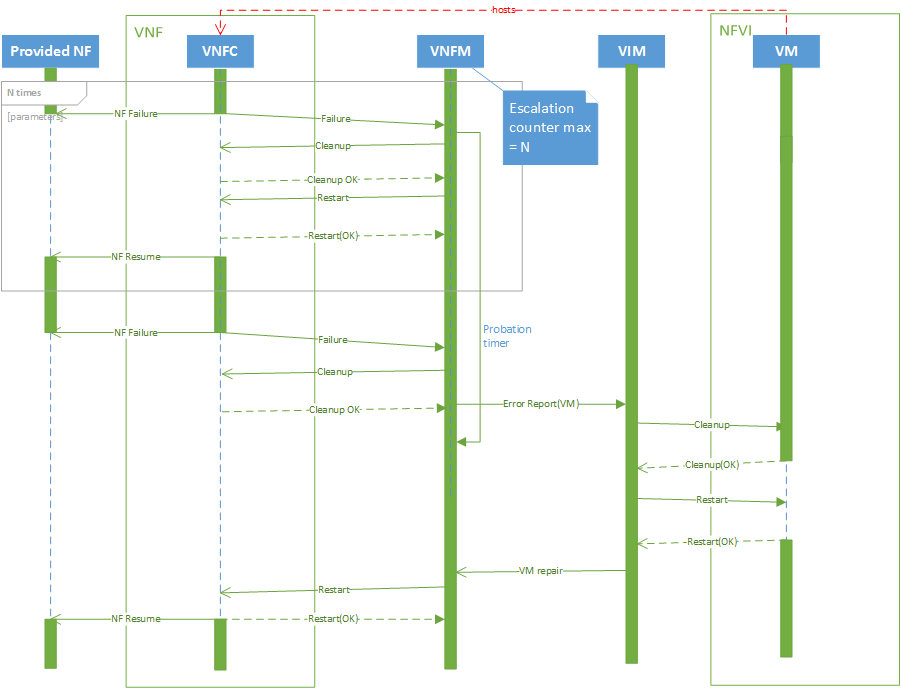 hosts
VNF
NFVI
Provided NF
VNFC
VNFM
VIM
VM
N times
[parameters]
Escalation
counter max
= N
NF Failure
Failure
Cleanup
Cleanup OK
Restart
Restart(OK)
NF Resume
Probation
timer
NF Failure
Failure
Cleanup
Cleanup OK
Error Report(VM)
Cleanup
Cleanup(OK)
Restart
Restart(OK)
VM repair
Restart
NF Resume
Restart(OK)